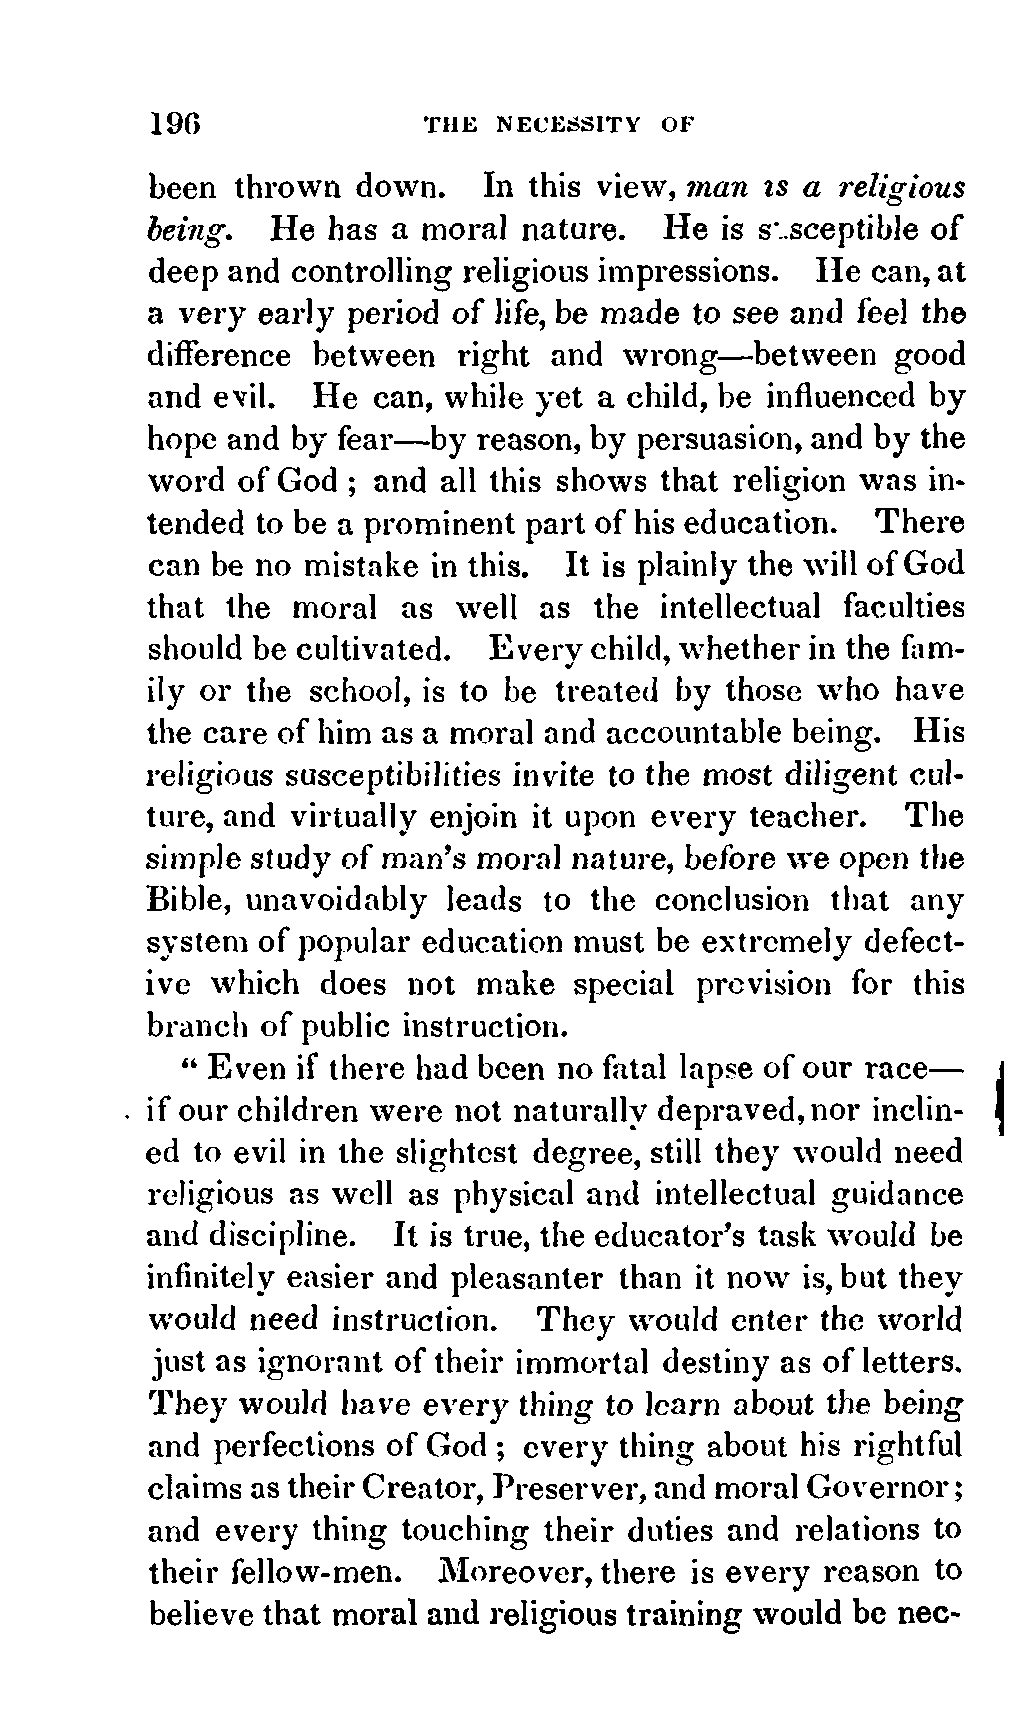 196 THE NECESSITY OF
been thrown down. In this view, man is a religious
being. He has a moral nature. He is susceptible of
deep and controlling religious impressions. He can, at
a very early period of life, be made to see and feel the
difference between right and wrong—between good
and evil. He can, while yet a child, be influenced by
hope and by fear—by reason, by persuasion, and by the
word of God ; and all this shows that religion was in-
tended to be a prominent part of his education. There
can be no mistake in this. It is plainly the will of God
that the moral as well as the intellectual faculties
should be cultivated. Every child, whether in the fam-
ily or the school, is to be treated by those who have
the care of him as a moral and accountable being. His
religious susceptibilities invite to the most diligent cul-
ture, and virtually enjoin it upon every teacher. The
simple study of man's moral nature, before we open the
Bible, unavoidably leads to the conclusion that any
system of popular education must be extremely defect-
ive which does not make special provision for this
branch of public instruction.
“ Even if there had been no fatal lapse of our race—
if our children were not naturally depraved, nor inclin-
ed to evil in the slightest degree, still they would need
religious as well as physical and intellectual guidance
and discipline. It is true, the educator's task would be
infinitely easier and pleasanter than it now is, but they
would need instruction. They would enter the world
just as ignorant of their immortal destiny as of letters.
They would have every thing to learn about the being
and perfections of God ; every thing about his rightful
claims as their Creator, Preserver, and moral Governor ;
and every thing touching their duties and relations to
their fellow-men. Moreover, there is every reason to
believe that moral and religious training would be nec-